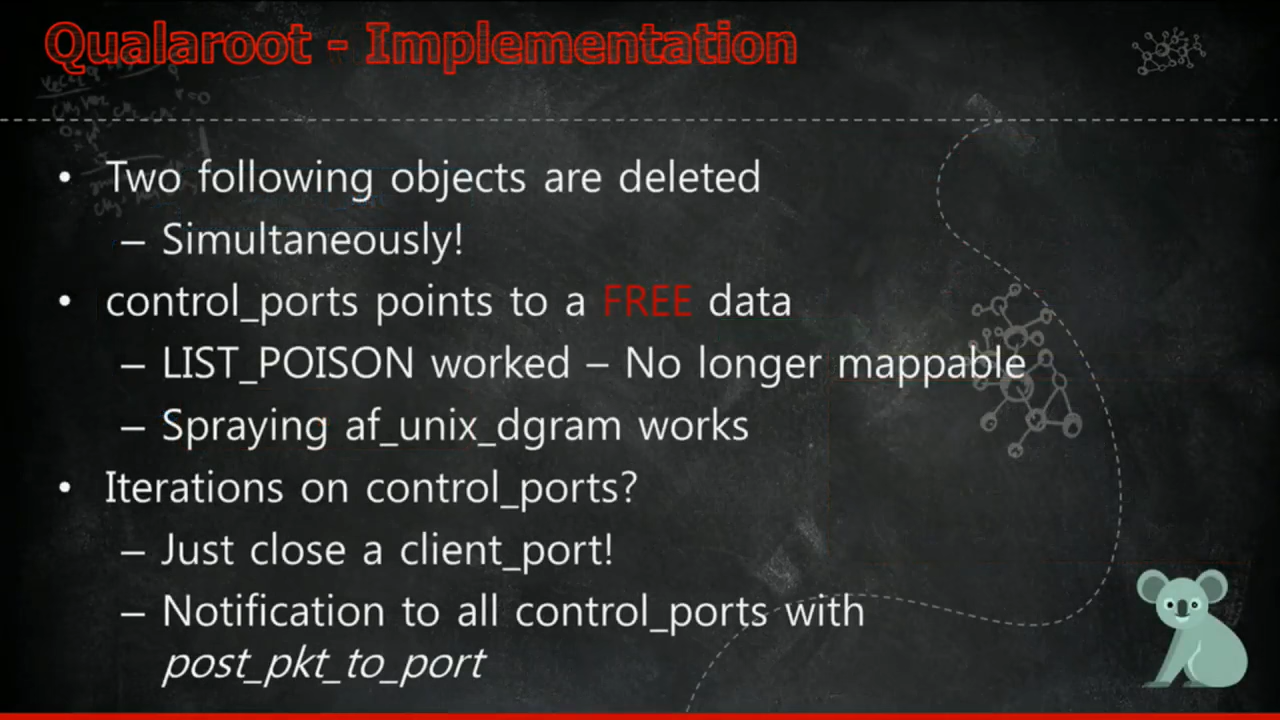 Qualaroot - Implementation
• Two following objects are deleted
– Simultaneously!
• control_ports points to a FREE data
– LIST_POISON worked – No longer mappable
– Spraying af_unix_dgram works
• Iterations on control_ports?
– Just close a client_port!
– Notification to all control_ports with
post_pkt_to_port